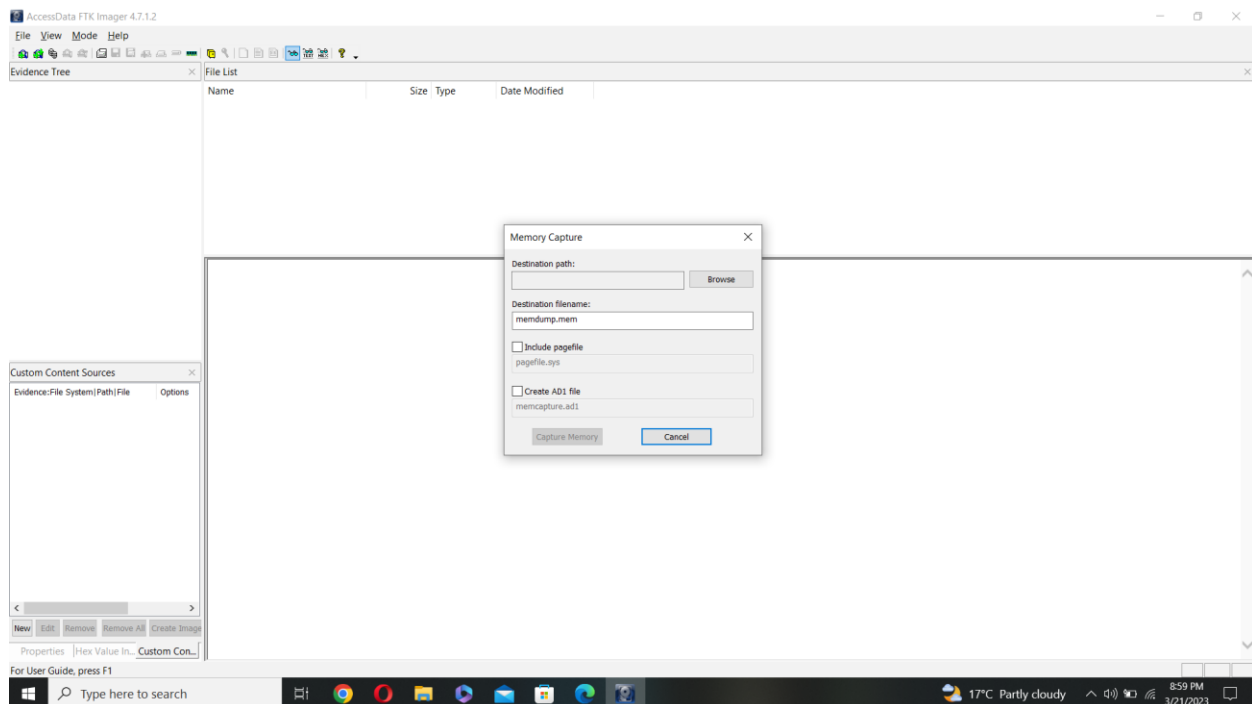 AccessData FTK Imager 4.7.1.2
File View Mode Help
Evidence Tree
File List
Name Size Type Date Modified
Memory Capture
Destination path:
Browse
Destination filename:
memdump.mem
Include pagefile
pagefile.sys
Create AD1 file
memcapture.ad1
Capture Memory Cancel
Custom Content Sources
Evidence:File System|Path|File Options
New Edit Remove Remove All Create Image
Properties Hex Value In... Custom Con...
For User Guide, press F1
Type here to search
17°C Partly cloudy
8:59 PM
3/21/2023